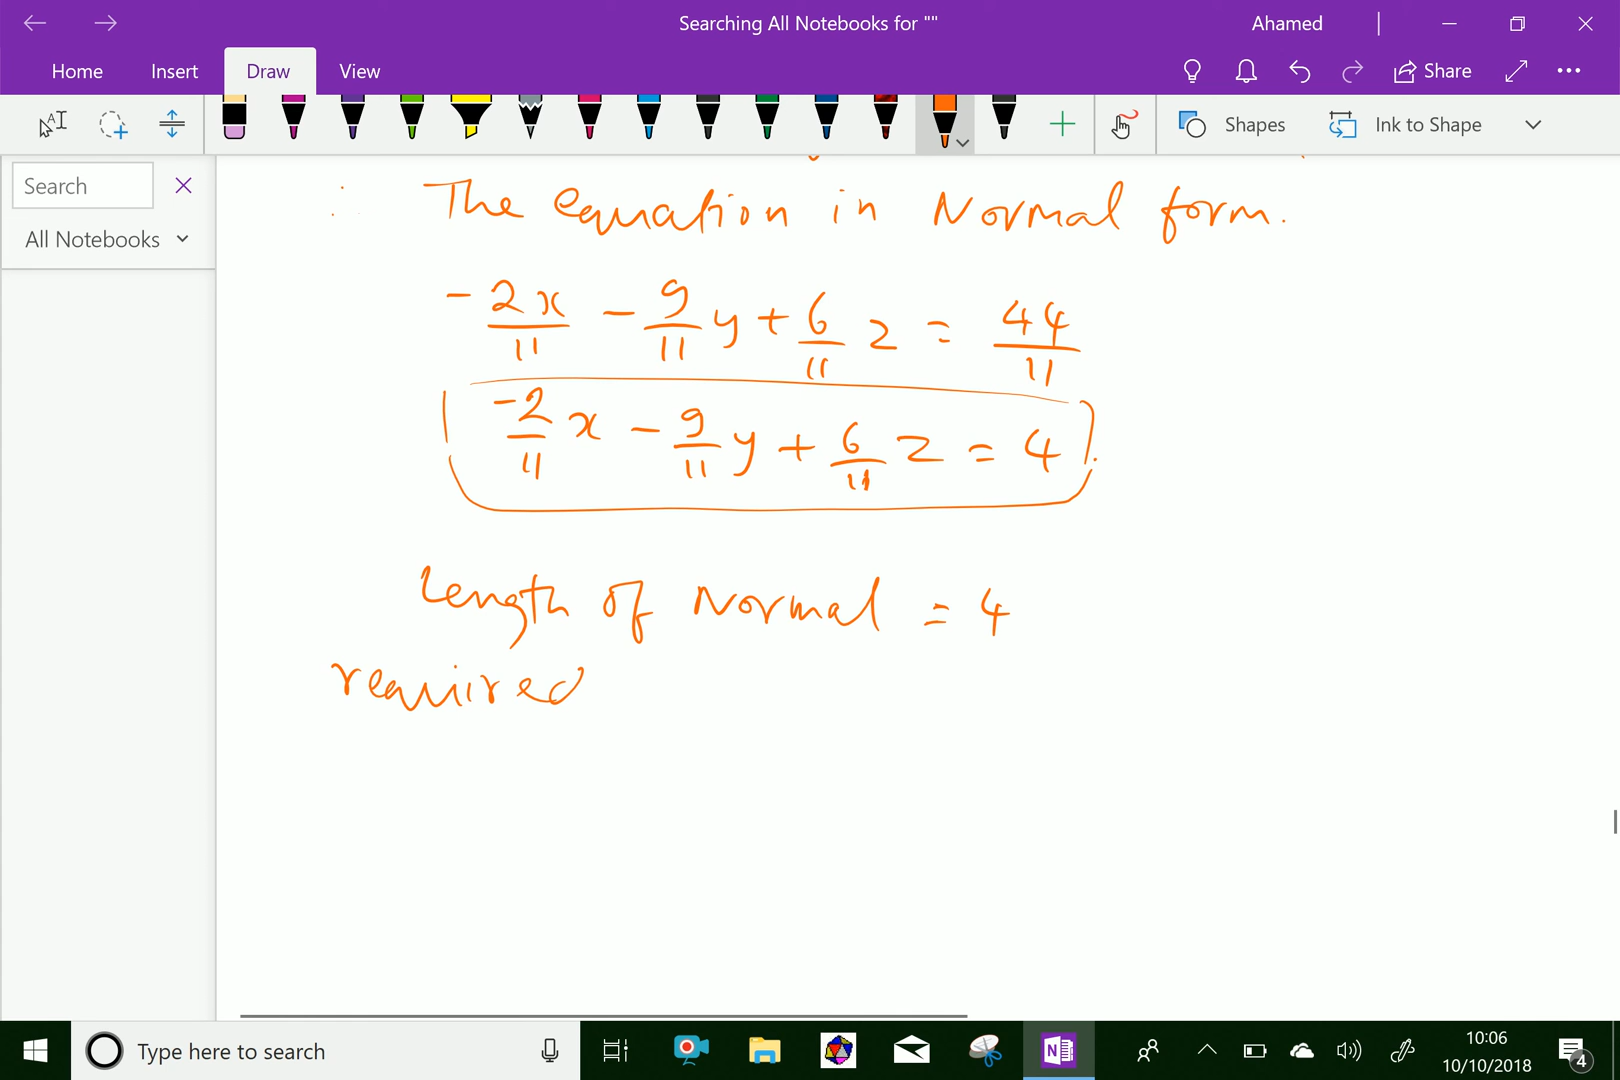 Searching All Notebooks for ""
Ahamed
Home Insert Draw View
Share
Shapes
Ink to Shape
Search
All Notebooks
∴ The equation in Normal form.
-2x/11 - 9/11 y + 6/11 z = 44/11
-2/11 x - 9/11 y + 6/11 z = 4
Length of Normal = 4
required
Type here to search
N
10:06
10/10/2018
4